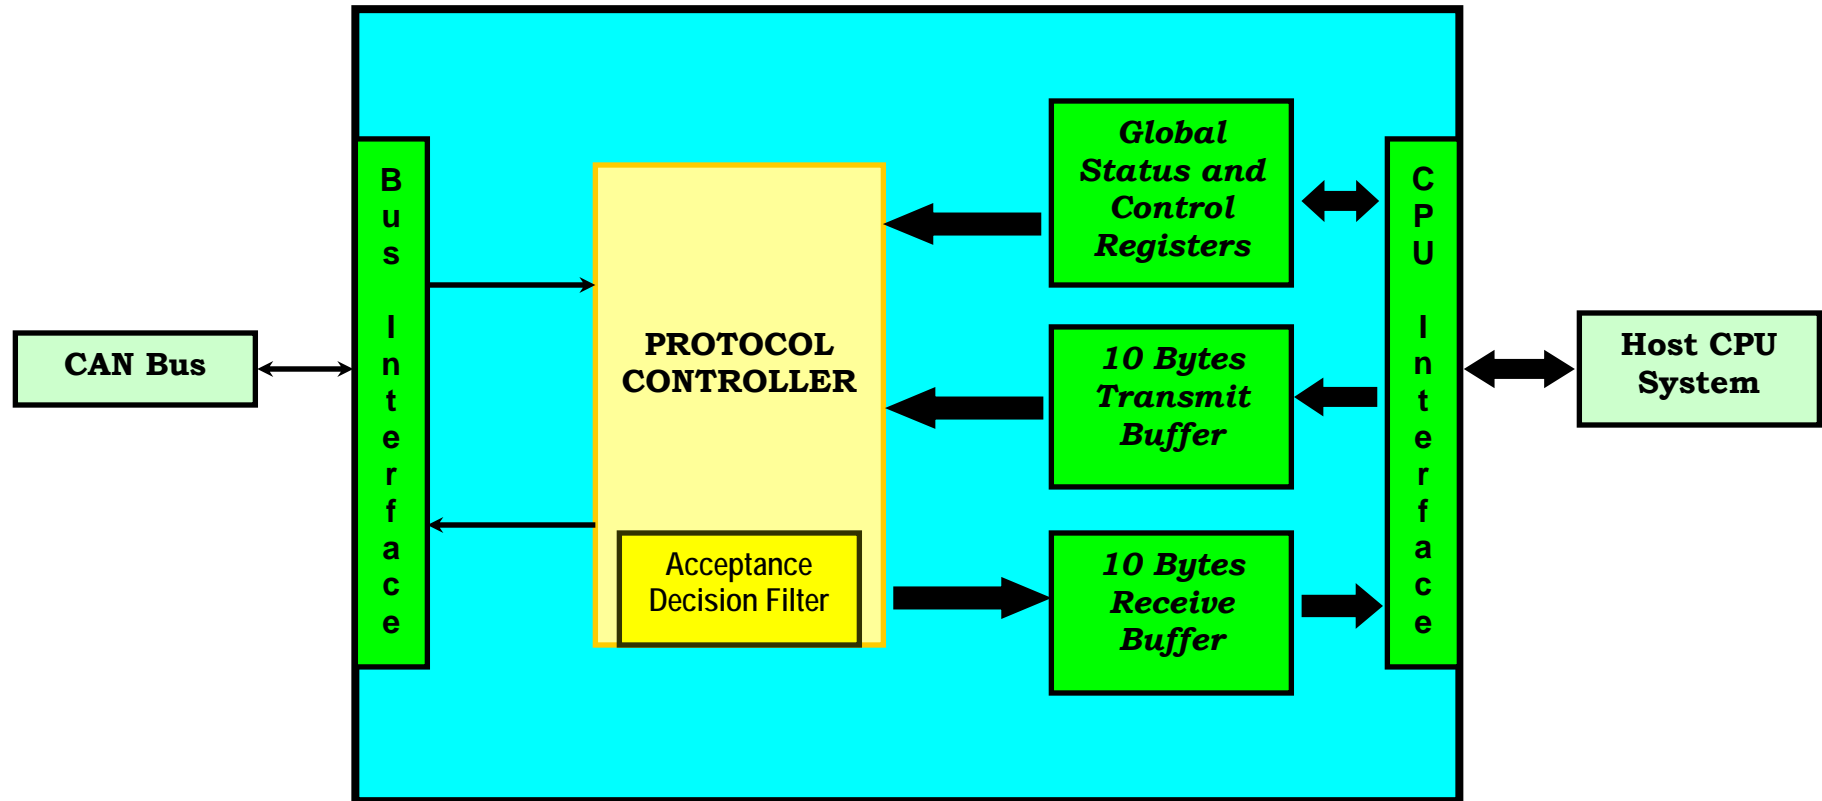 CAN Bus
Bus Interface
PROTOCOL
CONTROLLER
Acceptance
Decision Filter
Global
Status and
Control
Registers
10 Bytes
Transmit
Buffer
10 Bytes
Receive
Buffer
CPU Interface
Host CPU
System